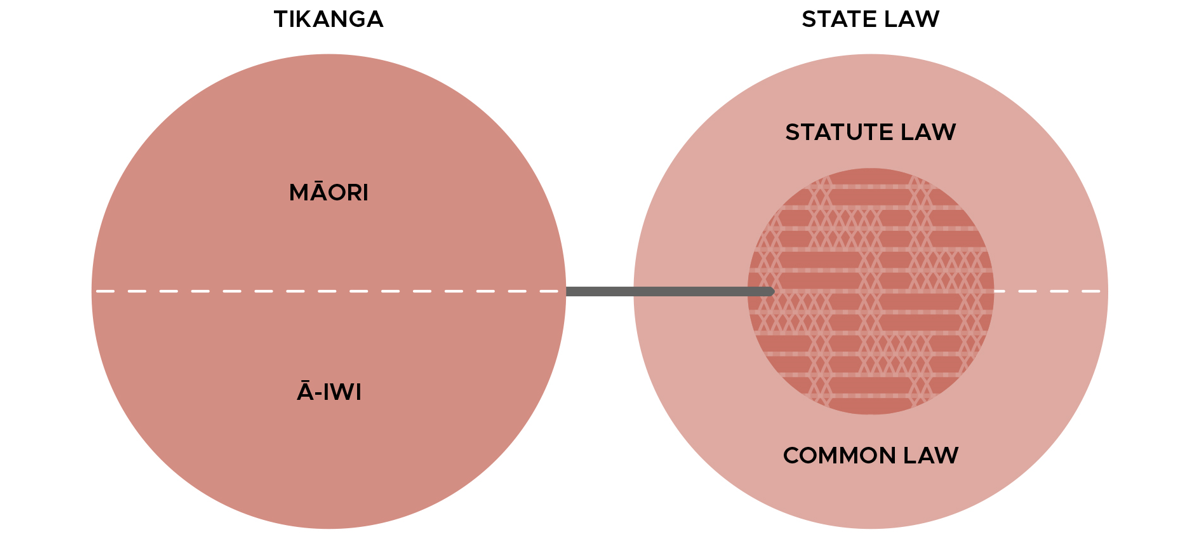 TIKANGA
STATE LAW
MĀORI
Ā-IWI
STATUTE LAW
COMMON LAW